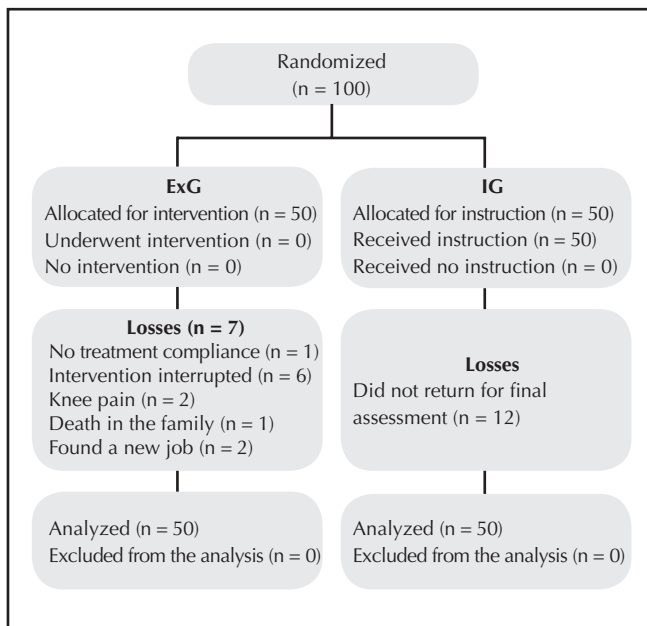 Randomized
(n = 100)
ExG
Allocated for intervention (n = 50)
Underwent intervention (n = 0)
No intervention (n = 0)
IG
Allocated for instruction (n = 50)
Received instruction (n = 50)
Received no instruction (n = 0)
Losses (n = 7)
No treatment compliance (n = 1)
Intervention interrupted (n = 6)
Knee pain (n = 2)
Death in the family (n = 1)
Found a new job (n = 2)
Losses
Did not return for final
assessment (n = 12)
Analyzed (n = 50)
Excluded from the analysis (n = 0)
Analyzed (n = 50)
Excluded from the analysis (n = 0)